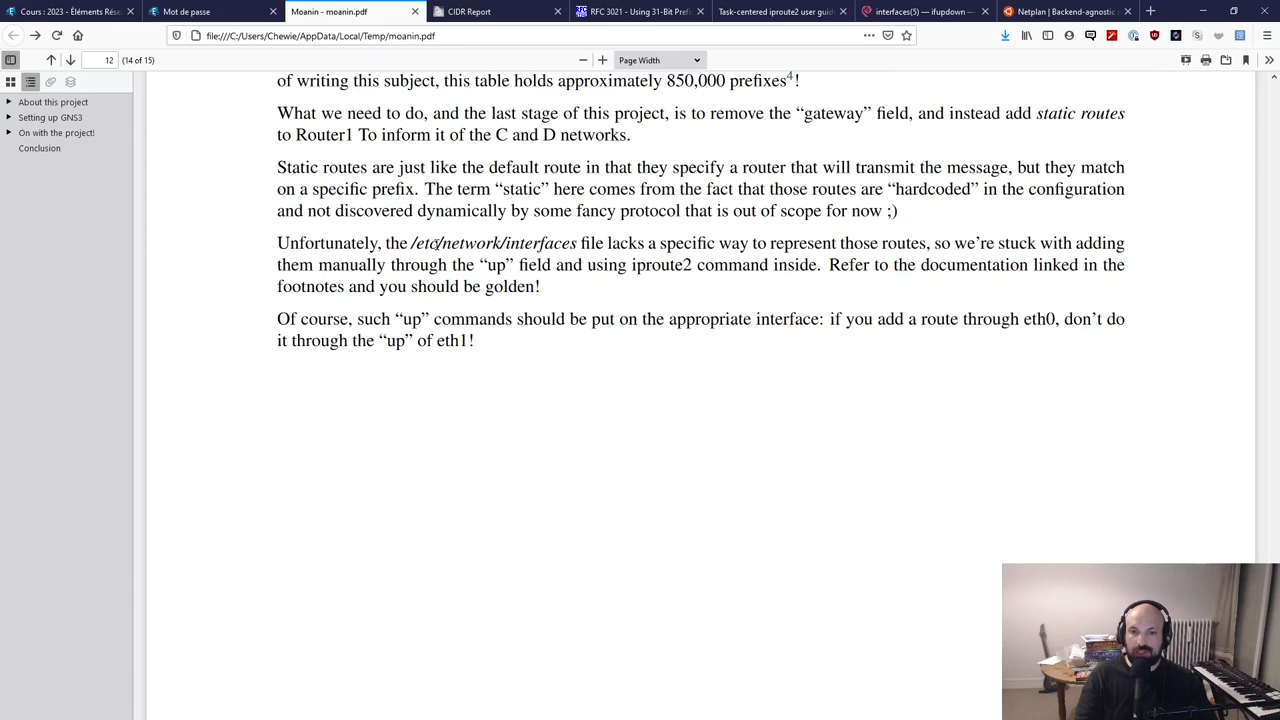 Cours : 2023 - Éléments Rése
Mot de passe
Moanin - moanin.pdf
CIDR Report
RFC 3021 - Using 31-Bit Prefi
Task-centered iproute2 user guid
interfaces(5) — ifupdown —
Netplan | Backend-agnostic n
file:///C:/Users/Chewie/AppData/Local/Temp/moanin.pdf
12 (14 of 15)
Page Width
About this project
Setting up GNS3
On with the project!
Conclusion
of writing this subject, this table holds approximately 850,000 prefixes4!
What we need to do, and the last stage of this project, is to remove the “gateway” field, and instead add static routes
to Router1 To inform it of the C and D networks.
Static routes are just like the default route in that they specify a router that will transmit the message, but they match
on a specific prefix. The term “static” here comes from the fact that those routes are “hardcoded” in the configuration
and not discovered dynamically by some fancy protocol that is out of scope for now ;)
Unfortunately, the /etc/network/interfaces file lacks a specific way to represent those routes, so we’re stuck with adding
them manually through the “up” field and using iproute2 command inside. Refer to the documentation linked in the
footnotes and you should be golden!
Of course, such “up” commands should be put on the appropriate interface: if you add a route through eth0, don’t do
it through the “up” of eth1!